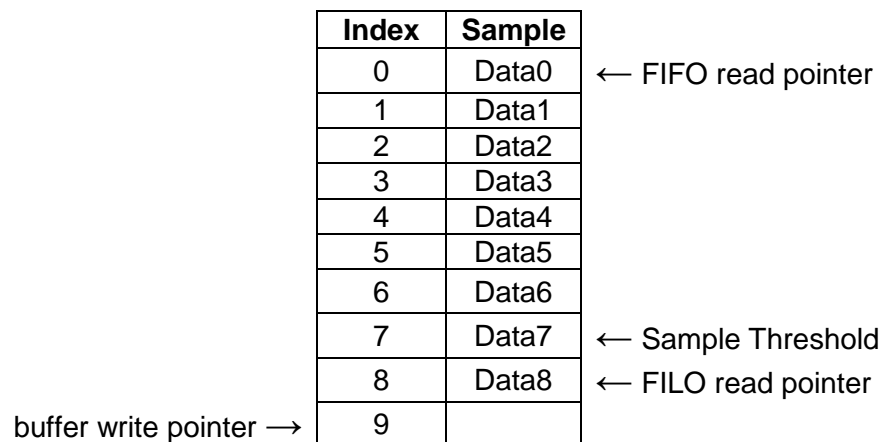 Index Sample
0 Data0 ← FIFO read pointer
1 Data1
2 Data2
3 Data3
4 Data4
5 Data5
6 Data6
7 Data7 ← Sample Threshold
8 Data8 ← FILO read pointer
buffer write pointer → 9